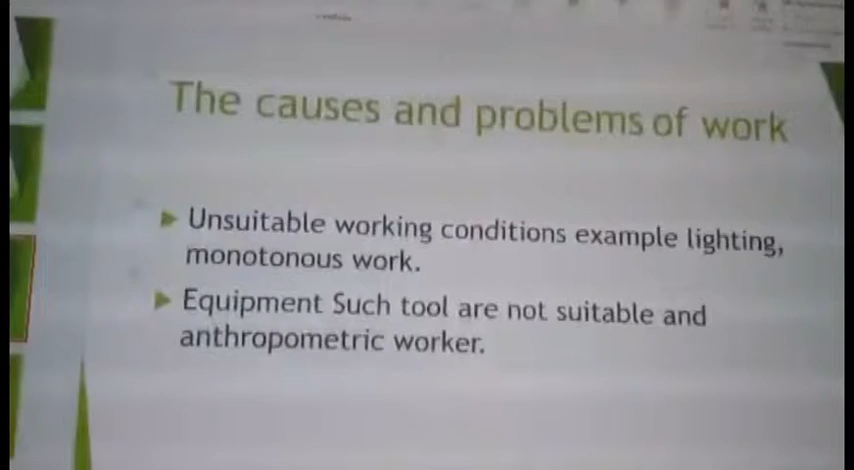 The causes and problems of work
Unsuitable working conditions example lighting,
monotonous work.
Equipment Such tool are not suitable and
anthropometric worker.